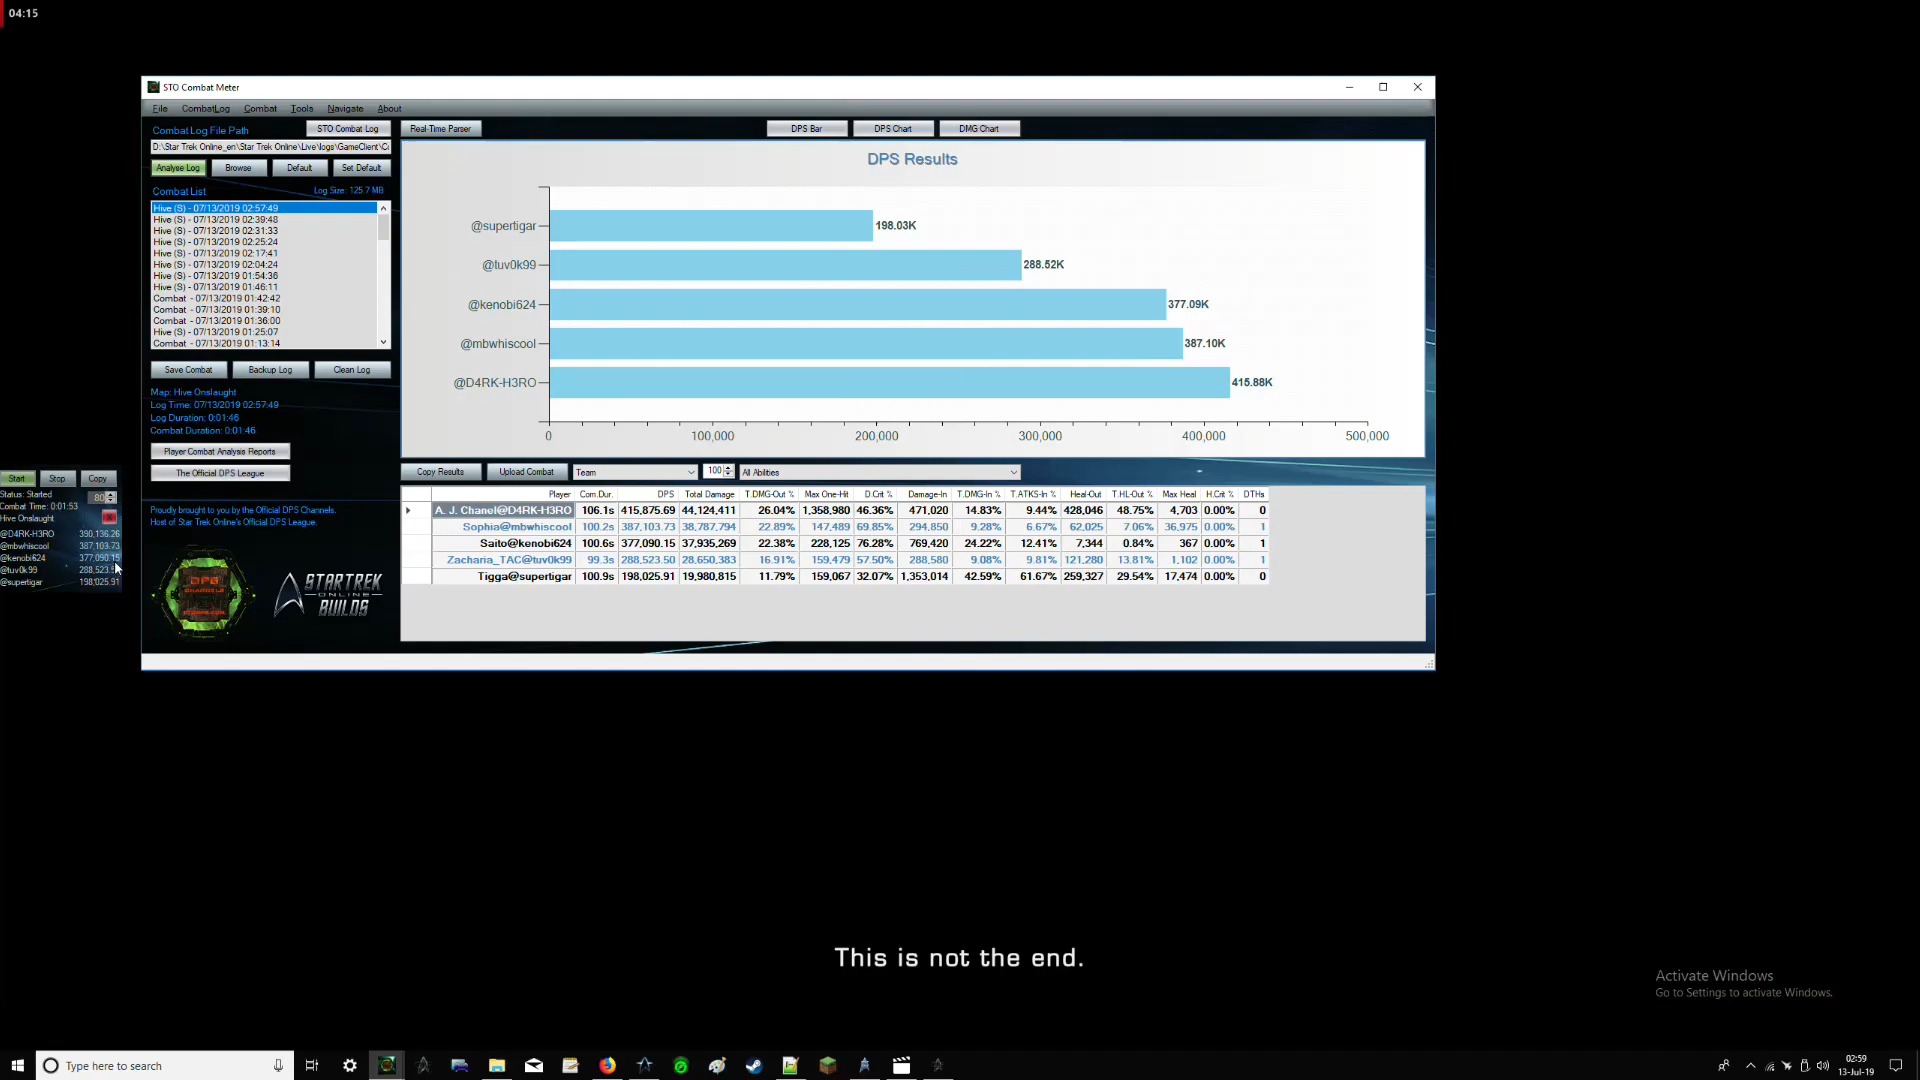 04:15
STO Combat Meter
File CombatLog Combat Tools Navigate About
Combat Log File Path
STO Combat Log
Real-Time Parser
DPS Bar
DPS Chart
DMG Chart
D:\Star Trek Online_en\Star Trek Online\Live\logs\GameClient\Co
Analyse Log
Browse
Default
Set Default
Combat List
Log Size: 125.7 MB
Hive (S) - 07/13/2019 02:57:49
Hive (S) - 07/13/2019 02:39:48
Hive (S) - 07/13/2019 02:31:33
Hive (S) - 07/13/2019 02:25:24
Hive (S) - 07/13/2019 02:17:41
Hive (S) - 07/13/2019 02:04:24
Hive (S) - 07/13/2019 01:54:36
Hive (S) - 07/13/2019 01:46:11
Combat - 07/13/2019 01:42:42
Combat - 07/13/2019 01:39:10
Combat - 07/13/2019 01:36:00
Hive (S) - 07/13/2019 01:25:07
Combat - 07/13/2019 01:13:14
Save Combat
Backup Log
Clean Log
Map: Hive Onslaught
Log Time: 07/13/2019 02:57:49
Log Duration: 0:01:46
Combat Duration: 0:01:46
Player Combat Analysis Reports
The Official DPS League
Proudly brought to you by the Official DPS Channels.
Host of Star Trek Online's Official DPS League.
DPS
CHANNELS
STAR TREK
ONLINE
BUILDS
DPS Results
@supertigar 198.03K
@tuv0k99 288.52K
@kenobi624 377.09K
@mbwhiscool 387.10K
@D4RK-H3RO 415.88K
0 100,000 200,000 300,000 400,000 500,000
Copy Results
Upload Combat
Team
100
All Abilities
Player Com.Dur. DPS Total Damage T.DMG-Out % Max One-Hit D.Crit % Damage-In T.DMG-In % T.ATKS-In % Heal-Out T.HL-Out % Max Heal H.Crit % DTHs
A. J. Chanel@D4RK-H3RO 106.1s 415,875.69 44,124,411 26.04% 1,358,980 46.36% 471,020 14.83% 9.44% 428,046 48.75% 4,703 0.00% 0
Sophia@mbwhiscool 100.2s 387,103.73 38,787,794 22.89% 147,489 69.85% 294,850 9.28% 6.67% 62,025 7.06% 36,975 0.00% 1
Saito@kenobi624 100.6s 377,090.15 37,935,269 22.38% 228,125 76.28% 769,420 24.22% 12.41% 7,344 0.84% 367 0.00% 1
Zacharia_TAC@tuv0k99 99.3s 288,523.50 28,650,383 16.91% 159,479 57.50% 288,580 9.08% 9.81% 121,280 13.81% 1,102 0.00% 1
Tigga@supertigar 100.9s 198,025.91 19,980,815 11.79% 159,067 32.07% 1,353,014 42.59% 61.67% 259,327 29.54% 17,474 0.00% 0
Start
Stop
Copy
Status: Started
80
Combat Time: 0:01:53
Hive Onslaught
@D4RK-H3RO 390,136.26
@mbwhiscool 387,103.73
@kenobi624 377,090.15
@tuv0k99 288,523.5
@supertigar 198,025.91
This is not the end.
Activate Windows
Go to Settings to activate Windows.
Type here to search
02:59
13-Jul-19